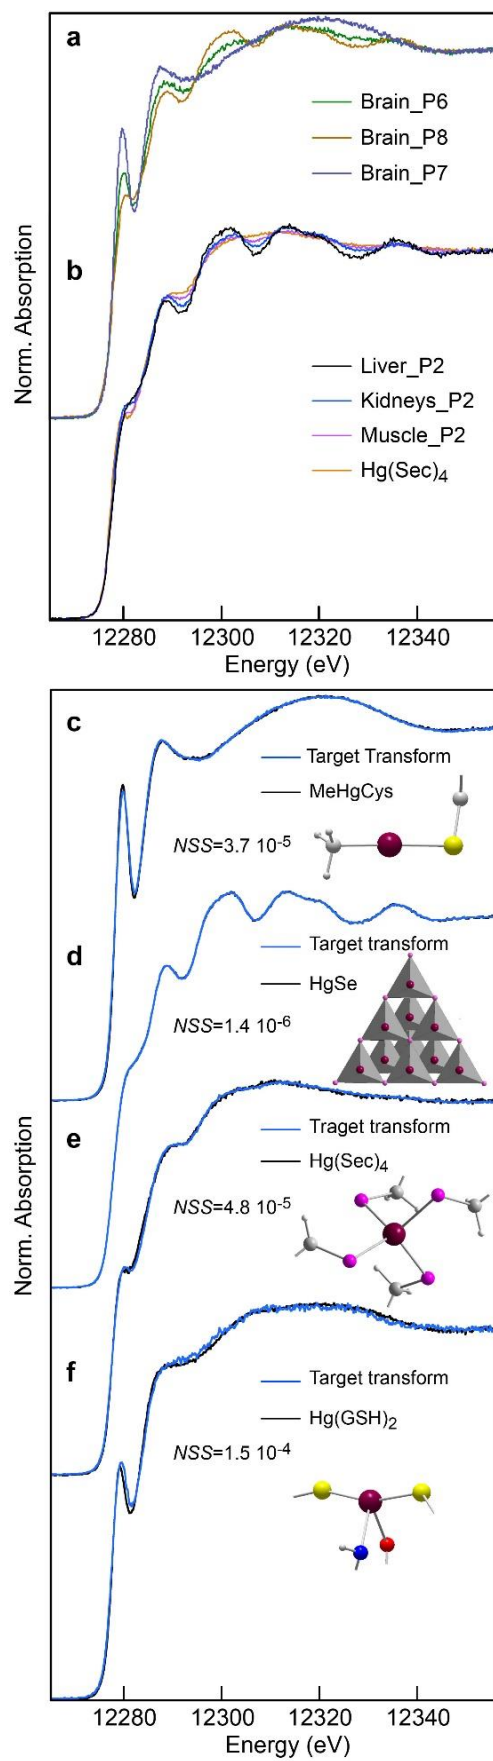 a
Brain_P6
Brain_P8
Brain_P7
b
Norm. Absorption
Liver_P2
Kidneys_P2
Muscle_P2
Hg(Sec)4
12280 12300 12320 12340
Energy (eV)
c
Target Transform
MeHgCys
NSS=3.7 10-5
d
Target transform
HgSe
NSS=1.4 10-6
e
Traget transform
Hg(Sec)4
NSS=4.8 10-5
Norm. Absorption
f
Target transform
Hg(GSH)2
NSS=1.5 10-4
12280 12300 12320 12340
Energy (eV)